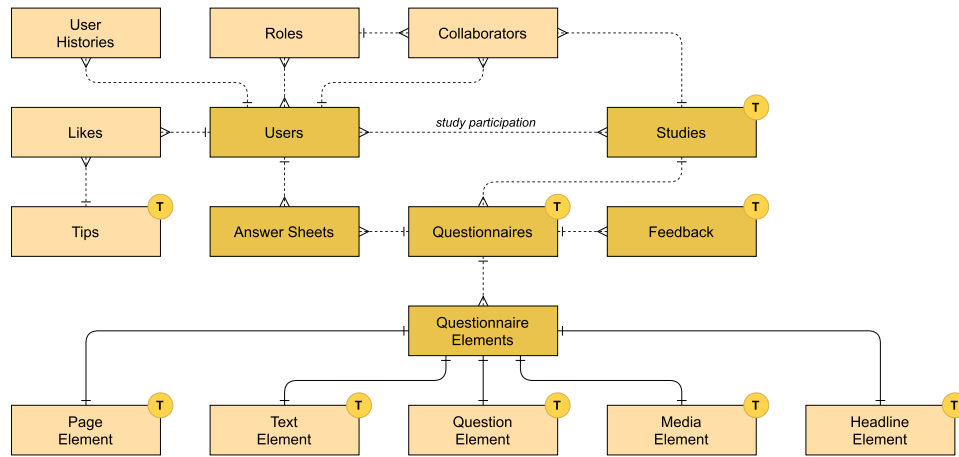 User
Histories
Roles
Collaborators
Likes
Users
study participation
Studies
T
Tips
T
Answer Sheets
Questionnaires
T
Feedback
T
Questionnaire
Elements
Page
Element
T
Text
Element
T
Question
Element
T
Media
Element
T
Headline
Element
T